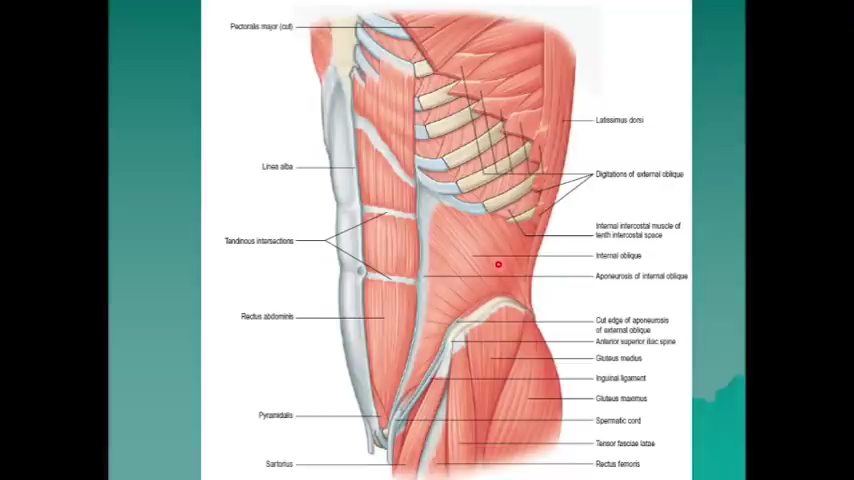 Pectoralis major (cut)
Linea alba
Tendinous intersections
Rectus abdominis
Pyramidalis
Sartorius
Latissimus dorsi
Digitations of external oblique
Internal intercostal muscle of
tenth intercostal space
Internal oblique
Aponeurosis of internal oblique
Cut edge of aponeurosis
of external oblique
Anterior superior iliac spine
Gluteus medius
Inguinal ligament
Gluteus maximus
Spermatic cord
Tensor fasciae latae
Rectus femoris